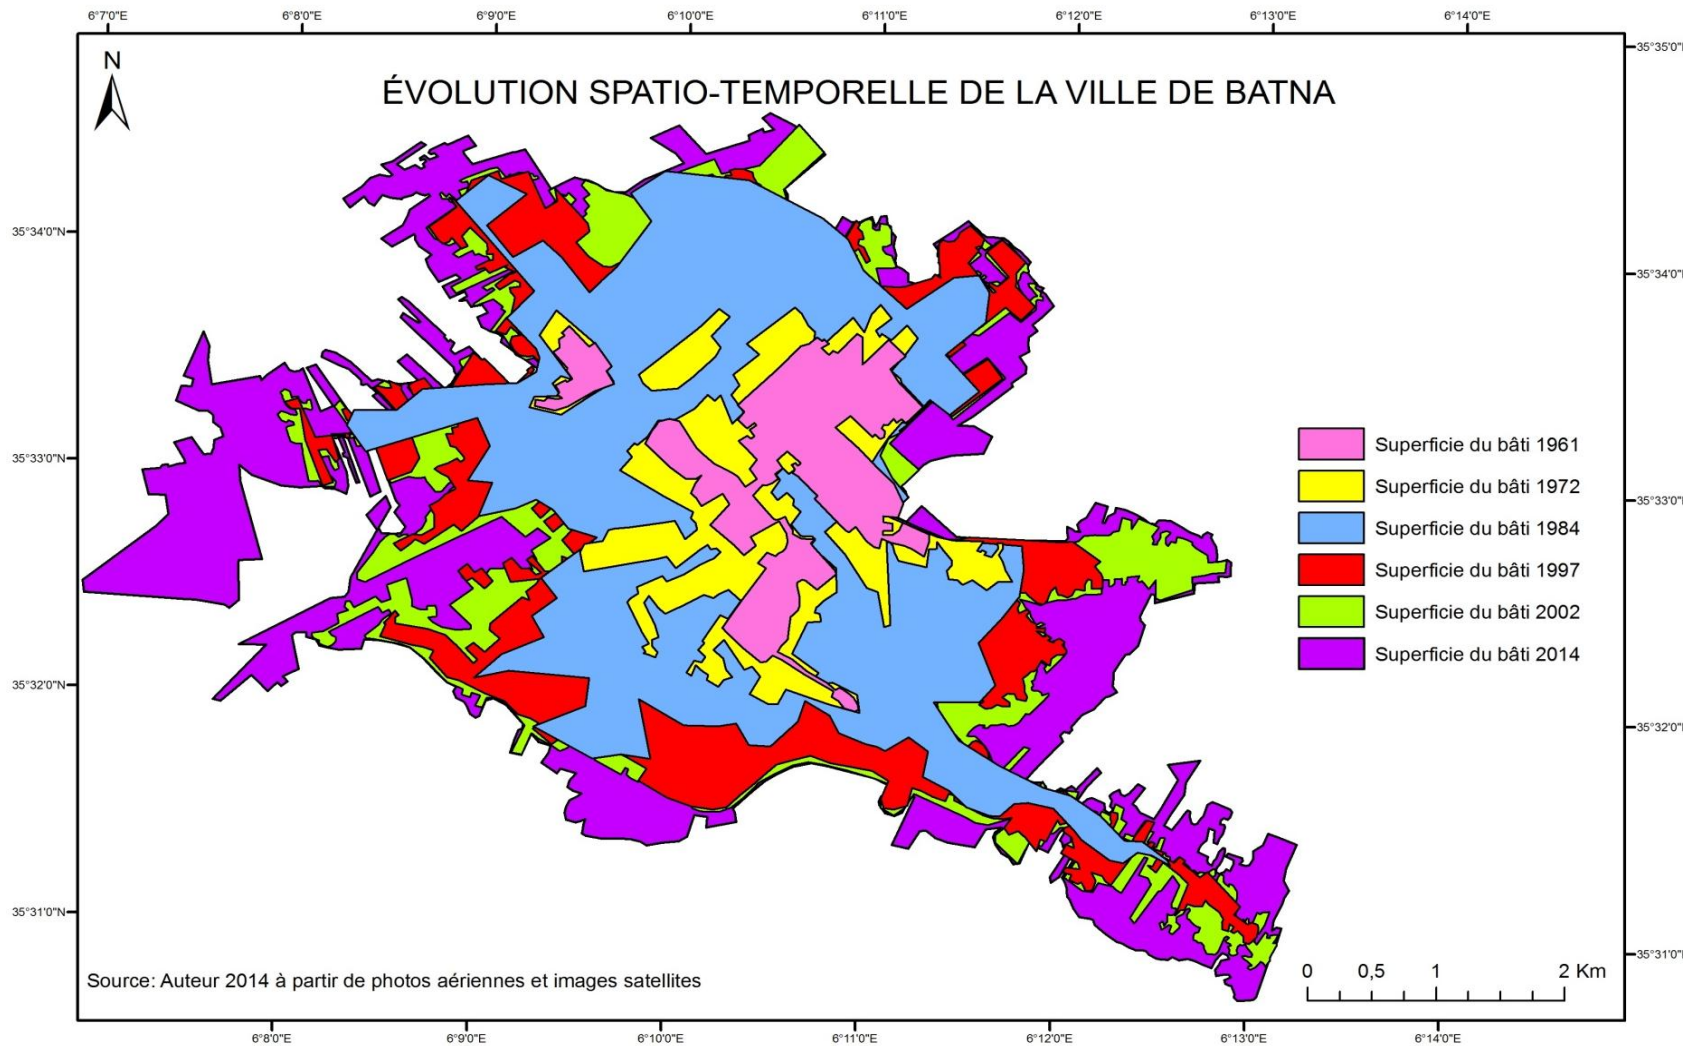 6°7'0"E 6°8'0"E 6°9'0"E 6°10'0"E 6°11'0"E 6°12'0"E 6°13'0"E 6°14'0"E
35°35'0"N
N
ÉVOLUTION SPATIO-TEMPORELLE DE LA VILLE DE BATNA
35°34'0"N
35°34'0"N
35°33'0"N
35°33'0"N
35°32'0"N
35°32'0"N
35°31'0"N
35°31'0"N
Superficie du bâti 1961
Superficie du bâti 1972
Superficie du bâti 1984
Superficie du bâti 1997
Superficie du bâti 2002
Superficie du bâti 2014
Source: Auteur 2014 à partir de photos aériennes et images satellites
0 0,5 1 2 Km
6°8'0"E 6°9'0"E 6°10'0"E 6°11'0"E 6°12'0"E 6°13'0"E 6°14'0"E